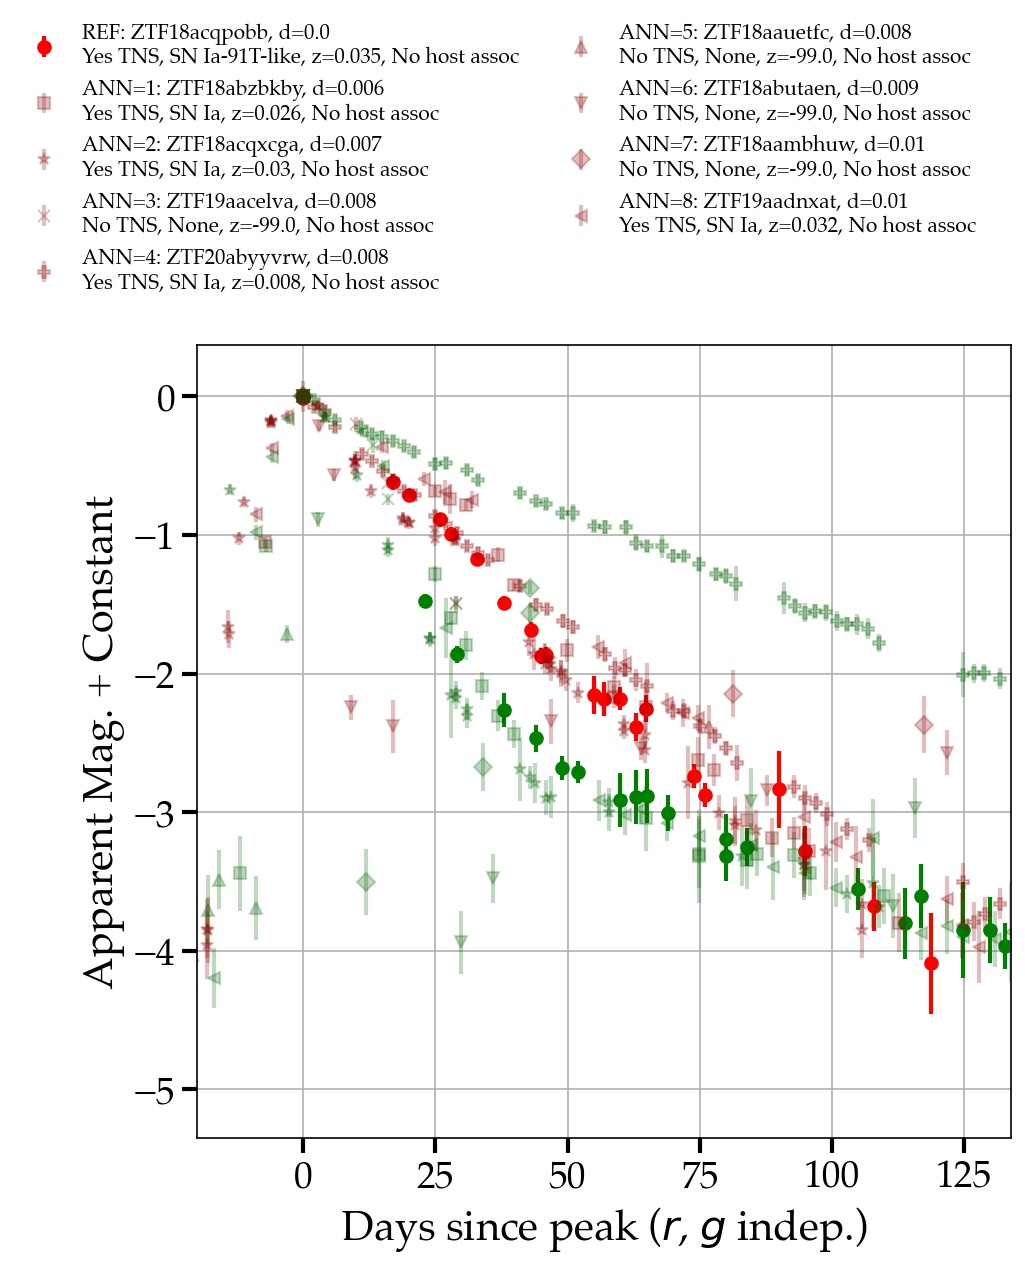 REF: ZTF18acqpobb, d=0.0
Yes TNS, SN Ia-91T-like, z=0.035, No host assoc
ANN=1: ZTF18abzbkby, d=0.006
Yes TNS, SN Ia, z=0.026, No host assoc
ANN=2: ZTF18acqxcga, d=0.007
Yes TNS, SN Ia, z=0.03, No host assoc
ANN=3: ZTF19aacelva, d=0.008
No TNS, None, z=-99.0, No host assoc
ANN=4: ZTF20abyyvrw, d=0.008
Yes TNS, SN Ia, z=0.008, No host assoc
ANN=5: ZTF18aauetfc, d=0.008
No TNS, None, z=-99.0, No host assoc
ANN=6: ZTF18abutaen, d=0.009
No TNS, None, z=-99.0, No host assoc
ANN=7: ZTF18aambhuw, d=0.01
No TNS, None, z=-99.0, No host assoc
ANN=8: ZTF19aadnxat, d=0.01
Yes TNS, SN Ia, z=0.032, No host assoc
Apparent Mag. + Constant
0
−1
−2
−3
−4
−5
0 25 50 75 100 125
Days since peak (r, g indep.)